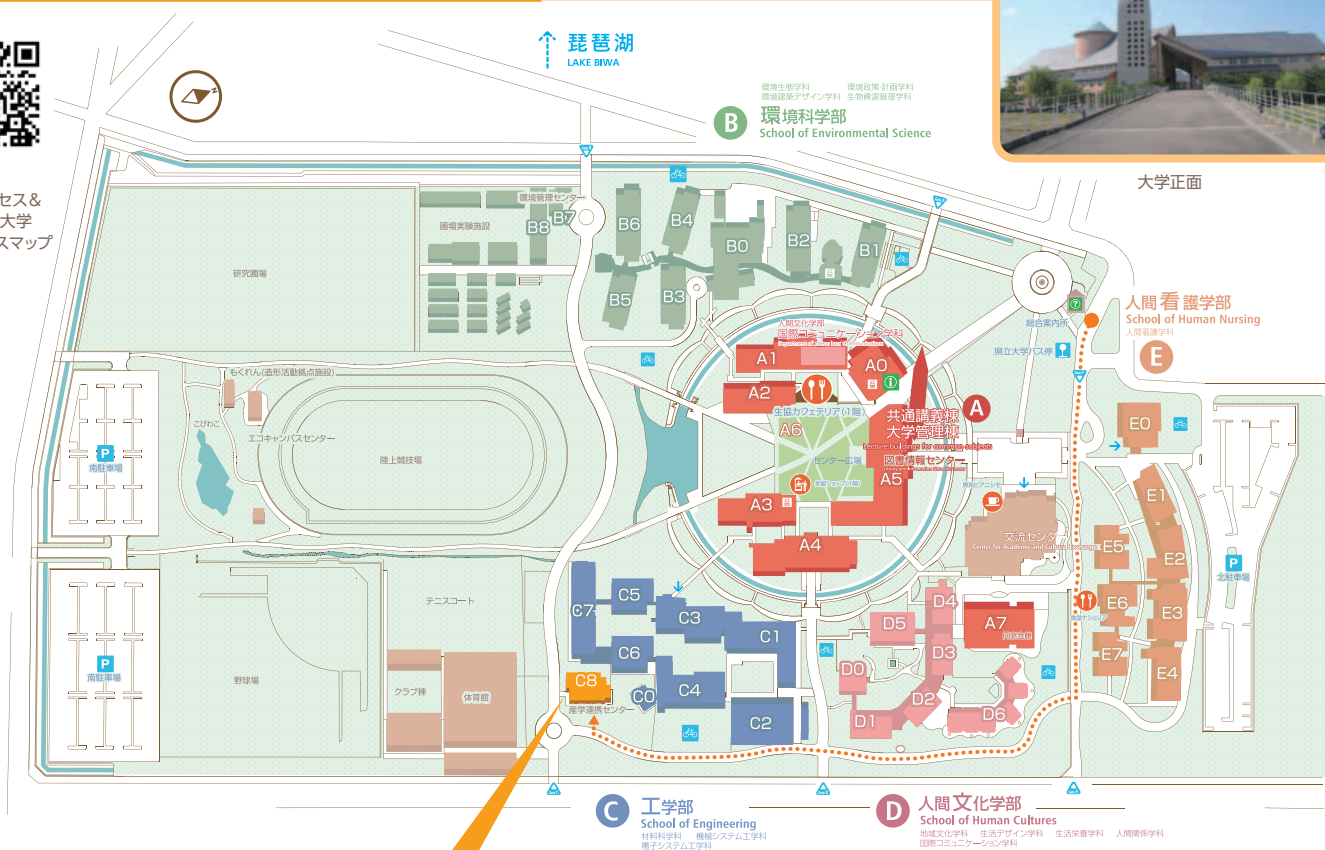 琵琶湖
LAKE BIWA
環境生態学科 環境政策・計画学科
環境建築デザイン学科 生物資源管理学科
B 環境科学部
School of Environmental Science
大学正面
セス&
大学
スマップ
環境管理センター
圃場実験施設
B8
B7
B6
B4
B0
B2
B1
B5
B3
研究圃場
人間文化学部
国際コミュニケーション学科
総合案内所
人間看護学部
School of Human Nursing
人間看護学科
E
県立大学バス停
A1
A0
A2
生協カフェテリア(1階)
A6
共通講義棟
大学管理棟
A
Lecture buildings for common subjects
センター広場
図書情報センター
A5
生協ショップ(1階)
A3
A4
もくれん(造形活動拠点施設)
こびわこ
エコキャンパスセンター
陸上競技場
P
南駐車場
E0
E1
交流センター
E5
E2
P
北駐車場
E6
E3
E7
E4
テニスコート
C7
C5
C3
C1
C6
C4
C8
C0
C2
産学連携センター
D4
D5
A7
D3
D0
D2
D1
D6
P
南駐車場
野球場
クラブ棟
体育館
C 工学部
School of Engineering
材料科学科 機械システム工学科
電子システム工学科
D 人間文化学部
School of Human Cultures
地域文化学科 生活デザイン学科 生活栄養学科 人間関係学科
国際コミュニケーション学科